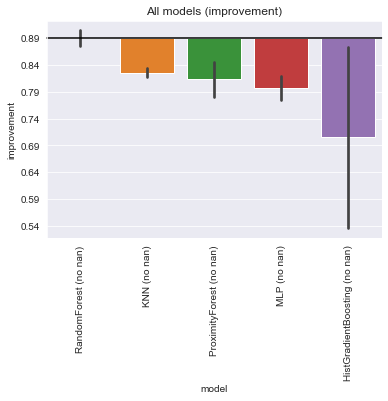 All models (improvement)
improvement
0.89
0.84
0.79
0.74
0.69
0.64
0.59
0.54
RandomForest (no nan)
KNN (no nan)
ProximityForest (no nan)
MLP (no nan)
HistGradientBoosting (no nan)
model